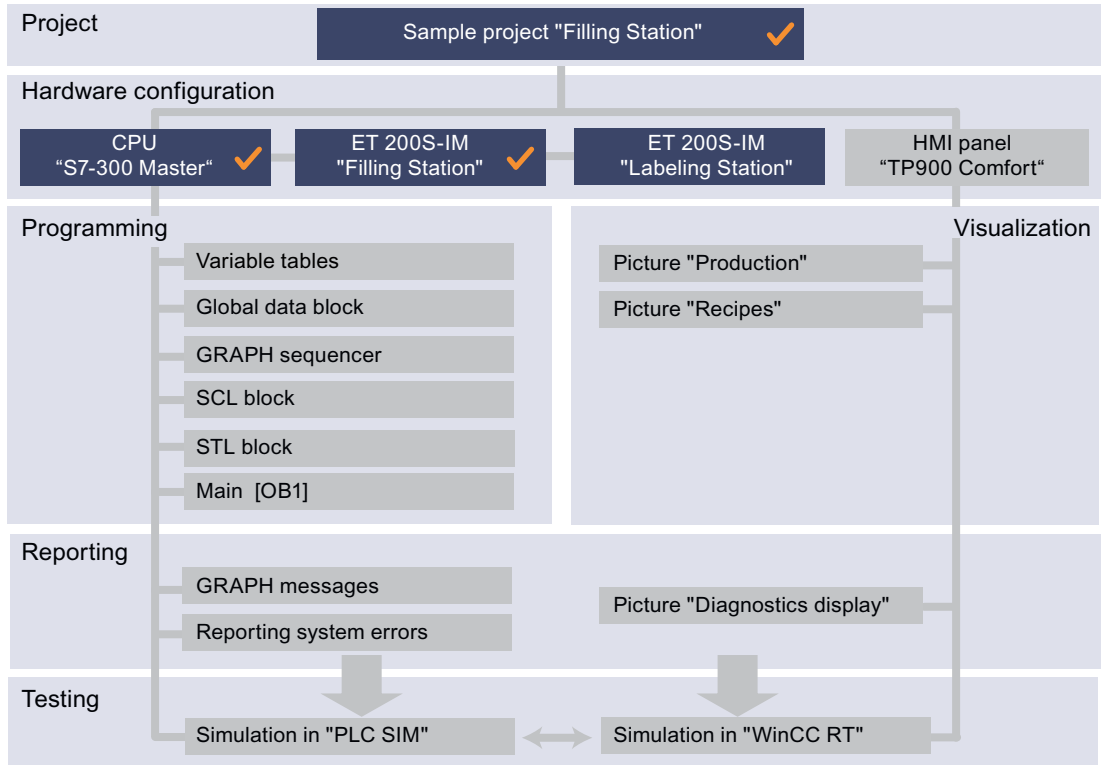 Project
Sample project "Filling Station"
Hardware configuration
CPU
“S7-300 Master“
ET 200S-IM
"Filling Station"
ET 200S-IM
"Labeling Station"
HMI panel
“TP900 Comfort“
Programming
Variable tables
Global data block
GRAPH sequencer
SCL block
STL block
Main [OB1]
Visualization
Picture "Production"
Picture "Recipes"
Reporting
GRAPH messages
Reporting system errors
Picture "Diagnostics display"
Testing
Simulation in "PLC SIM"
Simulation in "WinCC RT"